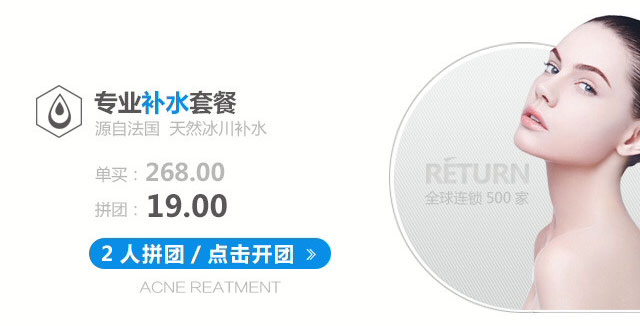 专业补水套餐
源自法国 天然冰川补水
单买：268.00
拼团：19.00
2人拼团 / 点击开团 »
ACNE REATMENT
RÉTURN
全球连锁 500 家